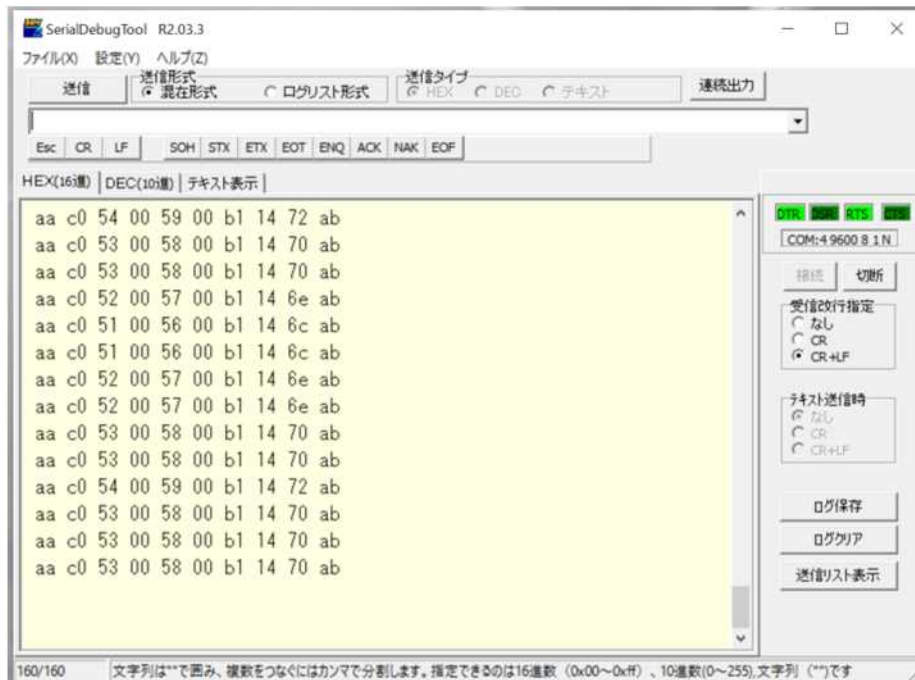 SerialDebugTool R2.03.3
ファイル(X) 設定(Y) ヘルプ(Z)
送信 送信形式 混在形式 ログリスト形式 送信タイプ HEX DEC テキスト 連続出力
Esc CR LF SOH STX ETX EOT ENQ ACK NAK EOF
HEX(16進) DEC(10進) テキスト表示
aa c0 54 00 59 00 b1 14 72 ab
aa c0 53 00 58 00 b1 14 70 ab
aa c0 53 00 58 00 b1 14 70 ab
aa c0 52 00 57 00 b1 14 6e ab
aa c0 51 00 56 00 b1 14 6c ab
aa c0 51 00 56 00 b1 14 6c ab
aa c0 52 00 57 00 b1 14 6e ab
aa c0 52 00 57 00 b1 14 6e ab
aa c0 53 00 58 00 b1 14 70 ab
aa c0 53 00 58 00 b1 14 70 ab
aa c0 54 00 59 00 b1 14 72 ab
aa c0 53 00 58 00 b1 14 70 ab
aa c0 53 00 58 00 b1 14 70 ab
aa c0 53 00 58 00 b1 14 70 ab
DTR DSR RTS CTS
COM:4 9600 8 1 N
接続 切断
受信改行指定
なし
CR
CR+LF
テキスト送信時
なし
CR
CR+LF
ログ保存
ログクリア
送信リスト表示
160/160 文字列は""で囲み、複数をつなぐにはカンマで分割します。指定できるのは16進数（0x00～0xff）、10進数(0～255),文字列（""）です